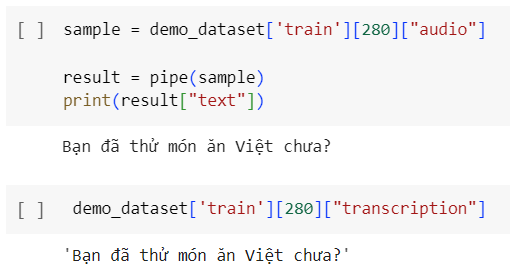 [ ] sample = demo_dataset['train'][280]["audio"]
result = pipe(sample)
print(result["text"])
Bạn đã thử món ăn Việt chưa?
[ ] demo_dataset['train'][280]["transcription"]
'Bạn đã thử món ăn Việt chưa?'